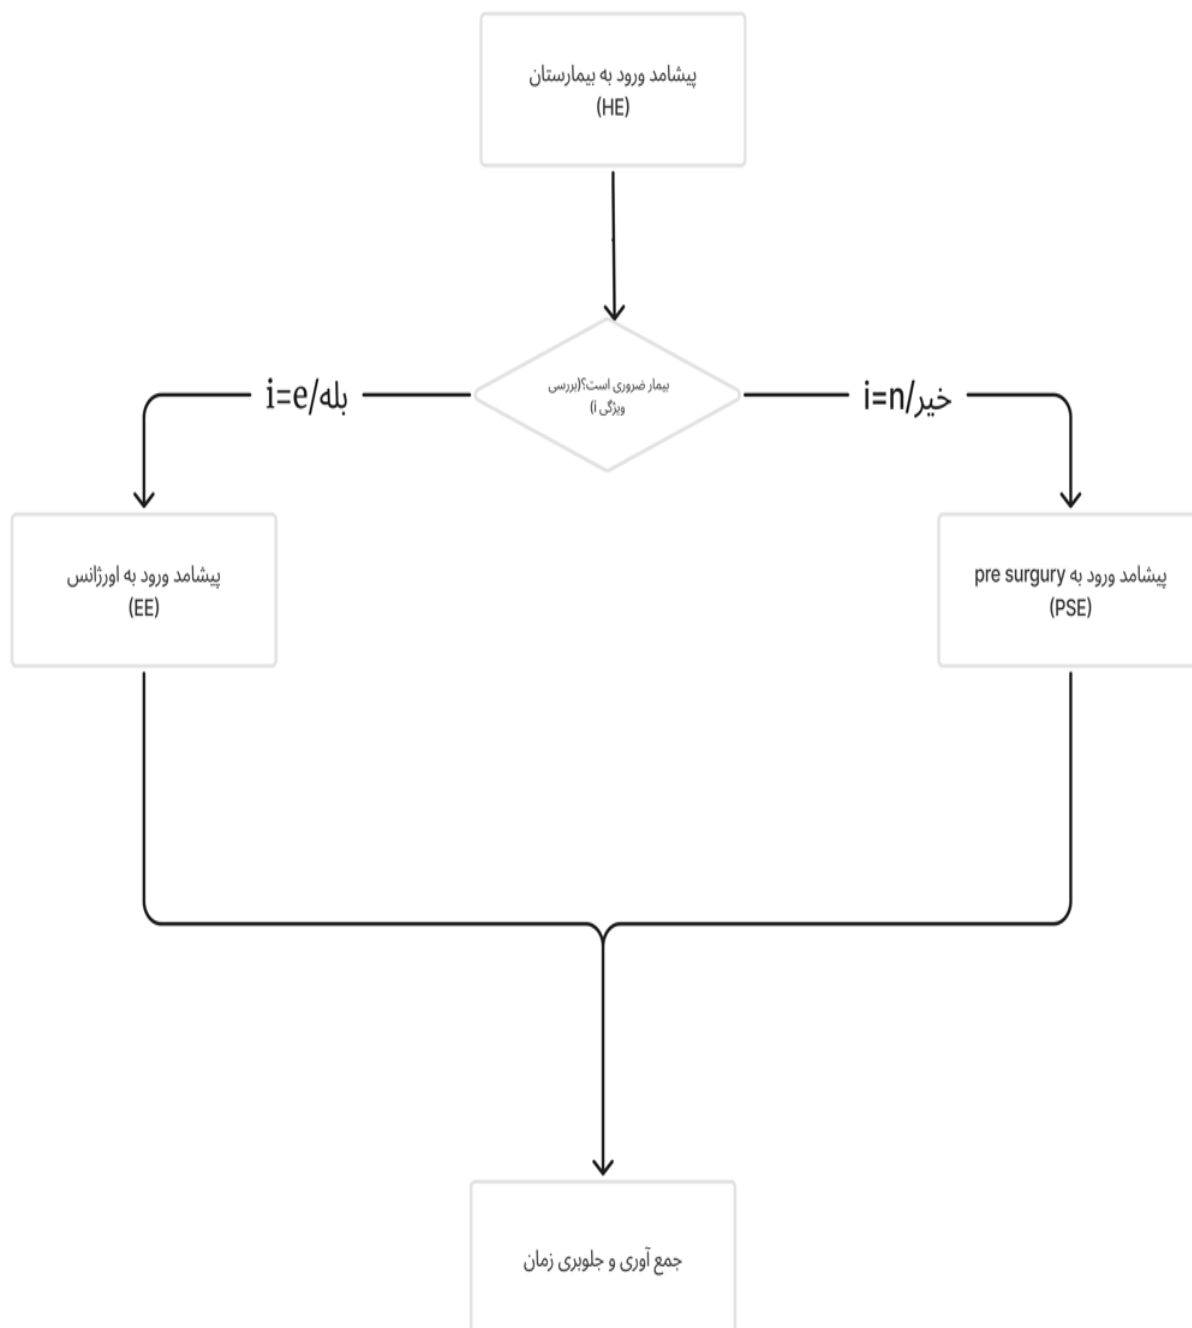 پیشامد ورود به بیمارستان
(HE)
بیمار ضروری است؟(بررسی
ویژگی i)
بله/i=e
خیر/i=n
پیشامد ورود به اورژانس
(EE)
پیشامد ورود به pre surgury
(PSE)
جمع آوری و جلوبری زمان